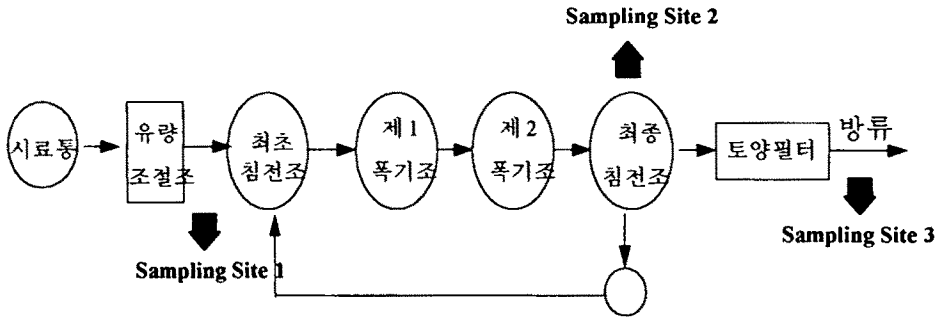 Sampling Site 2
시료통
유량
조절조
최초
침전조
제1
폭기조
제2
폭기조
최종
침전조
토양필터
방류
Sampling Site 1
Sampling Site 3